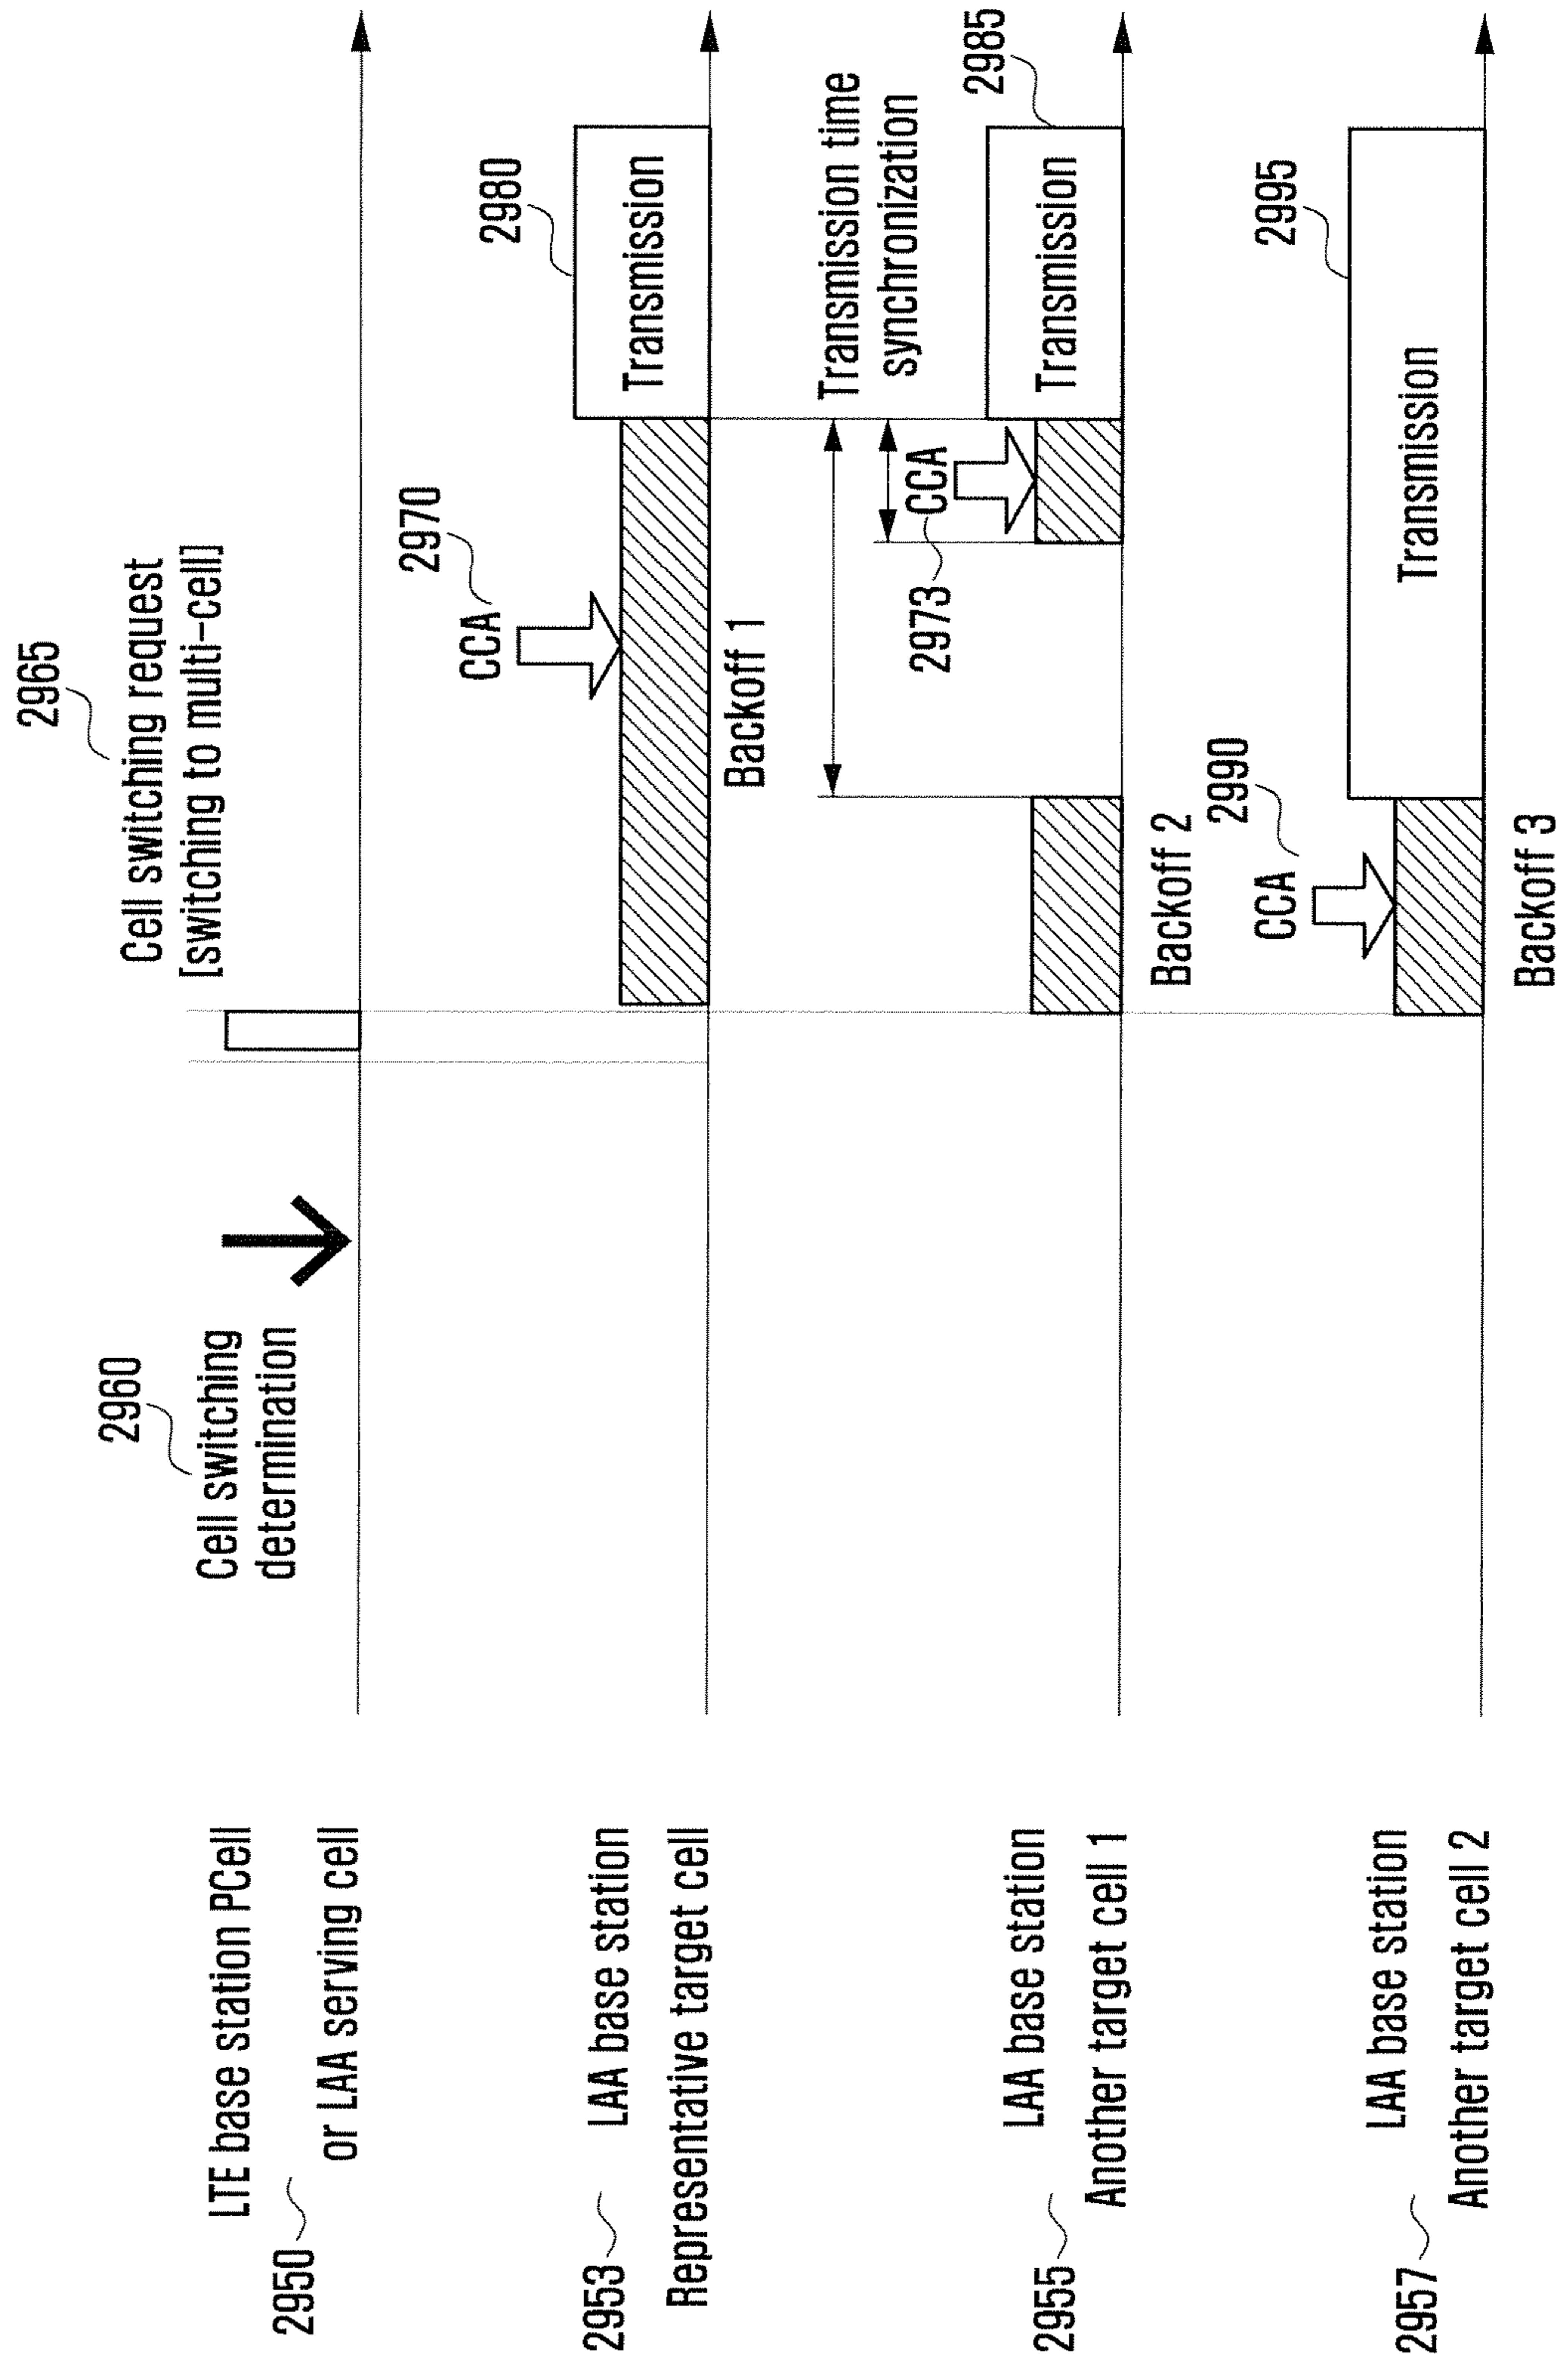 2965
Cell switching request
[switching to multi-cell]
2960
Cell switching
determination
LTE base station PCell
or LAA serving cell
2950
2970
CCA
2980
Transmission
Backoff 1
LAA base station
Representative target cell
2953
Transmission time
synchronization
2985
CCA
2973
Transmission
Backoff 2
LAA base station
Another target cell 1
2955
2990
CCA
2995
Transmission
Backoff 3
LAA base station
Another target cell 2
2957